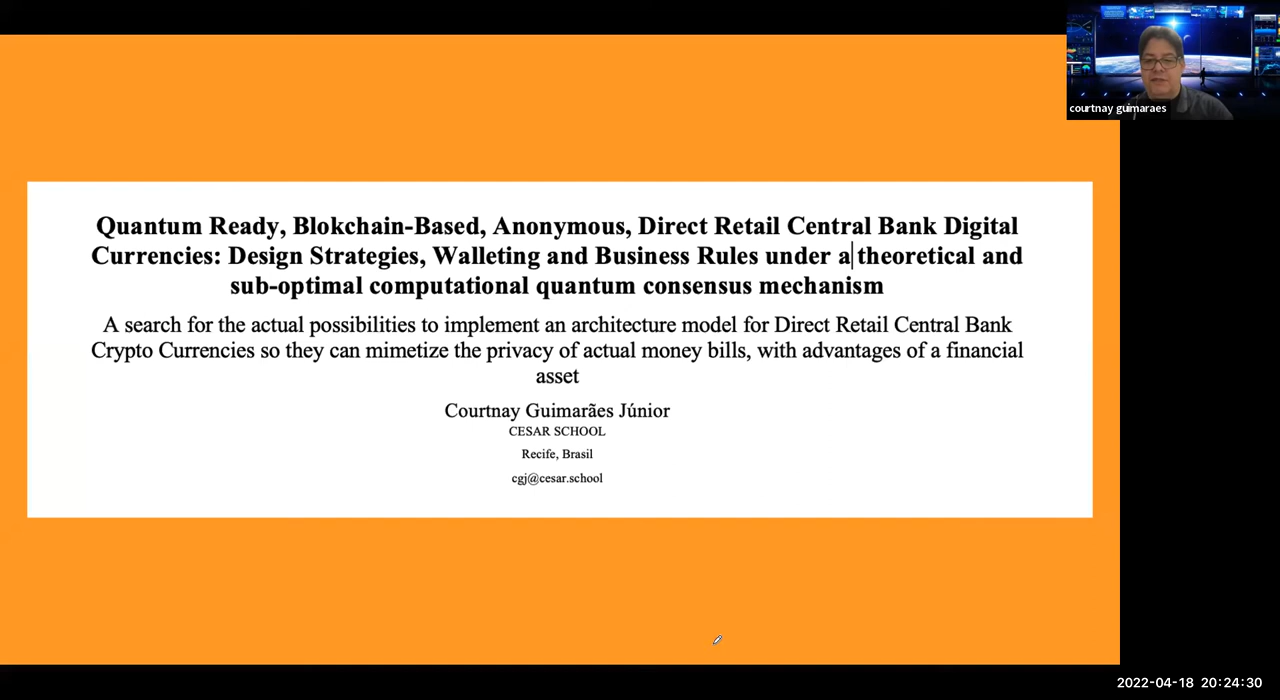 courtnay guimaraes
Quantum Ready, Blokchain-Based, Anonymous, Direct Retail Central Bank Digital
Currencies: Design Strategies, Walleting and Business Rules under a theoretical and
sub-optimal computational quantum consensus mechanism
A search for the actual possibilities to implement an architecture model for Direct Retail Central Bank
Crypto Currencies so they can mimetize the privacy of actual money bills, with advantages of a financial
asset
Courtnay Guimarães Júnior
CESAR SCHOOL
Recife, Brasil
cgj@cesar.school
2022-04-18 20:24:30